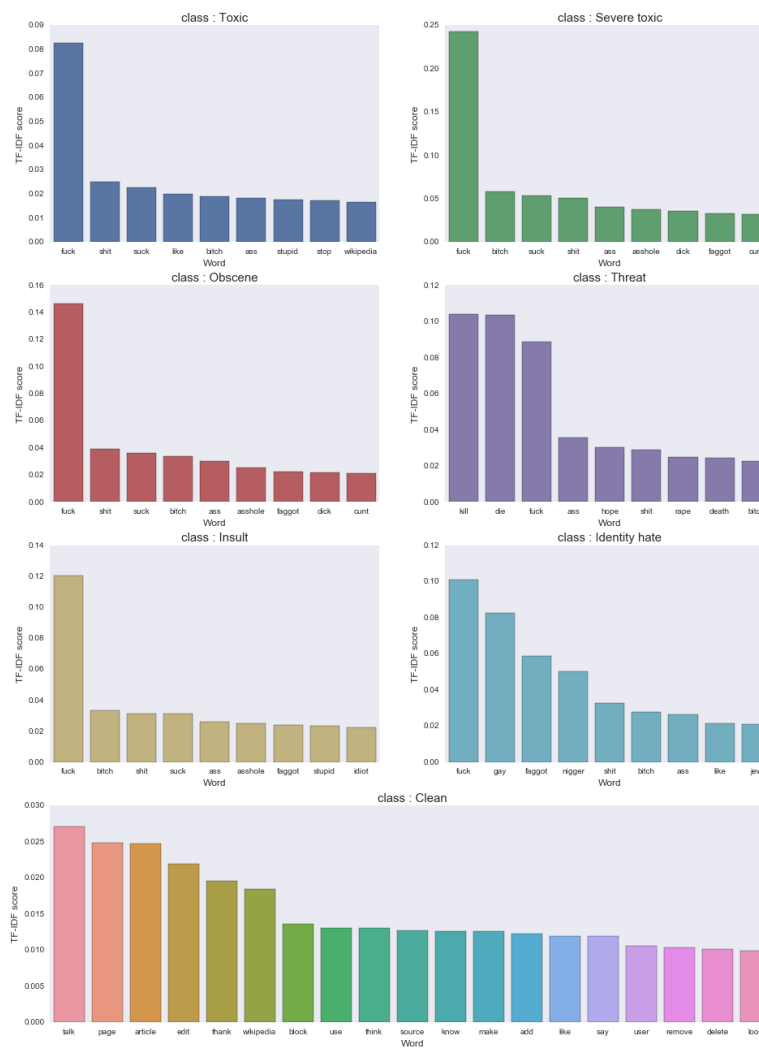 class : Toxic
0.09
0.08
0.07
0.06
0.05
0.04
0.03
0.02
0.01
0.00
TF-IDF score
fuck shit suck like bitch ass stupid stop wikipedia
Word
class : Severe toxic
0.25
0.20
0.15
0.10
0.05
0.00
TF-IDF score
fuck bitch suck shit ass asshole dick faggot
Word
class : Obscene
0.16
0.14
0.12
0.10
0.08
0.06
0.04
0.02
0.00
TF-IDF score
fuck shit suck bitch ass asshole faggot dick cunt
Word
class : Threat
0.12
0.10
0.08
0.06
0.04
0.02
0.00
TF-IDF score
kill die fuck ass hope shit rape death
Word
class : Insult
0.14
0.12
0.10
0.08
0.06
0.04
0.02
0.00
TF-IDF score
fuck bitch shit suck ass asshole faggot stupid idiot
Word
class : Identity hate
0.12
0.10
0.08
0.06
0.04
0.02
0.00
TF-IDF score
fuck gay faggot nigger shit bitch ass like jew
Word
class : Clean
0.030
0.025
0.020
0.015
0.010
0.005
0.000
TF-IDF score
talk page article edit thank wikipedia block use think source know make add like say user remove delete
Word